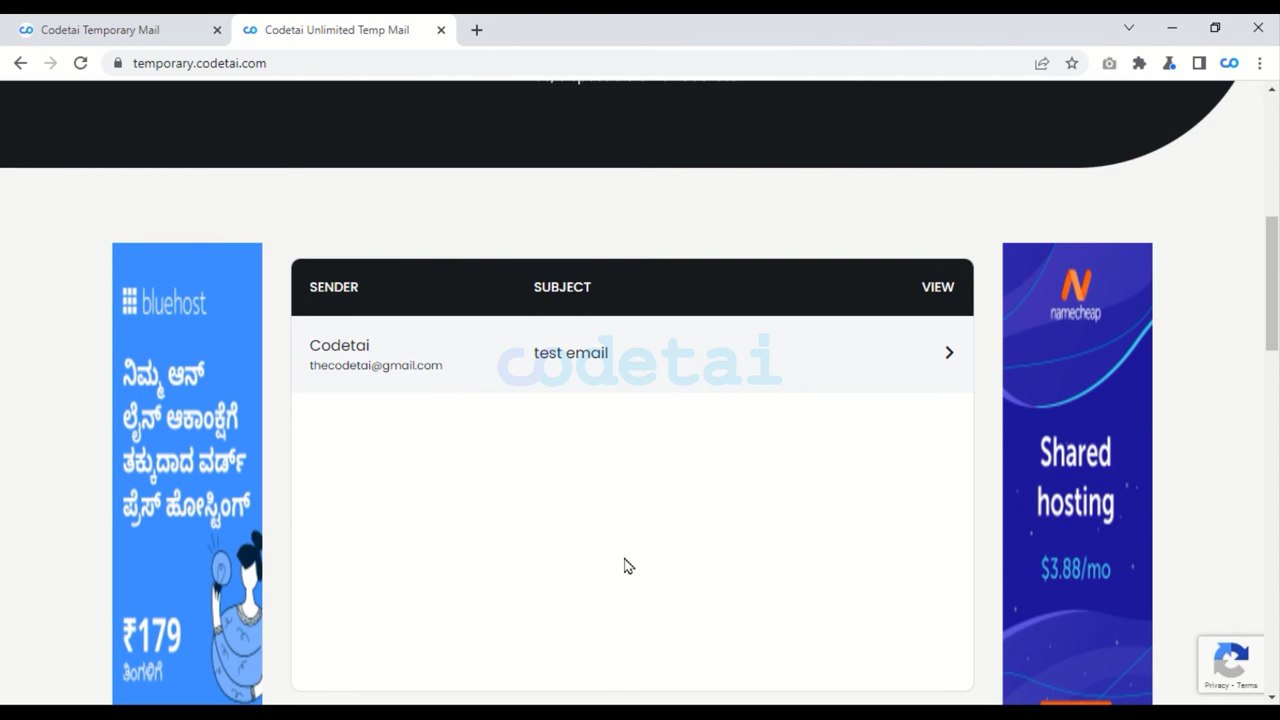 Codetai Temporary Mail
Codetai Unlimited Temp Mail
temporary.codetai.com
bluehost
ನಿಮ್ಮ ಆನ್
ಲೈನ್ ಆಕಾಂಕ್ಷೆಗೆ
ತಕ್ಕುದಾದ ವರ್ಡ್
ಪ್ರೆಸ್ ಹೋಸ್ಟಿಂಗ್
₹179
ತಿಂಗಳಿಗೆ
SENDER SUBJECT VIEW
Codetai
thecodetai@gmail.com
test email
codetai
namecheap
Shared
hosting
$3.88/mo
Privacy - Terms